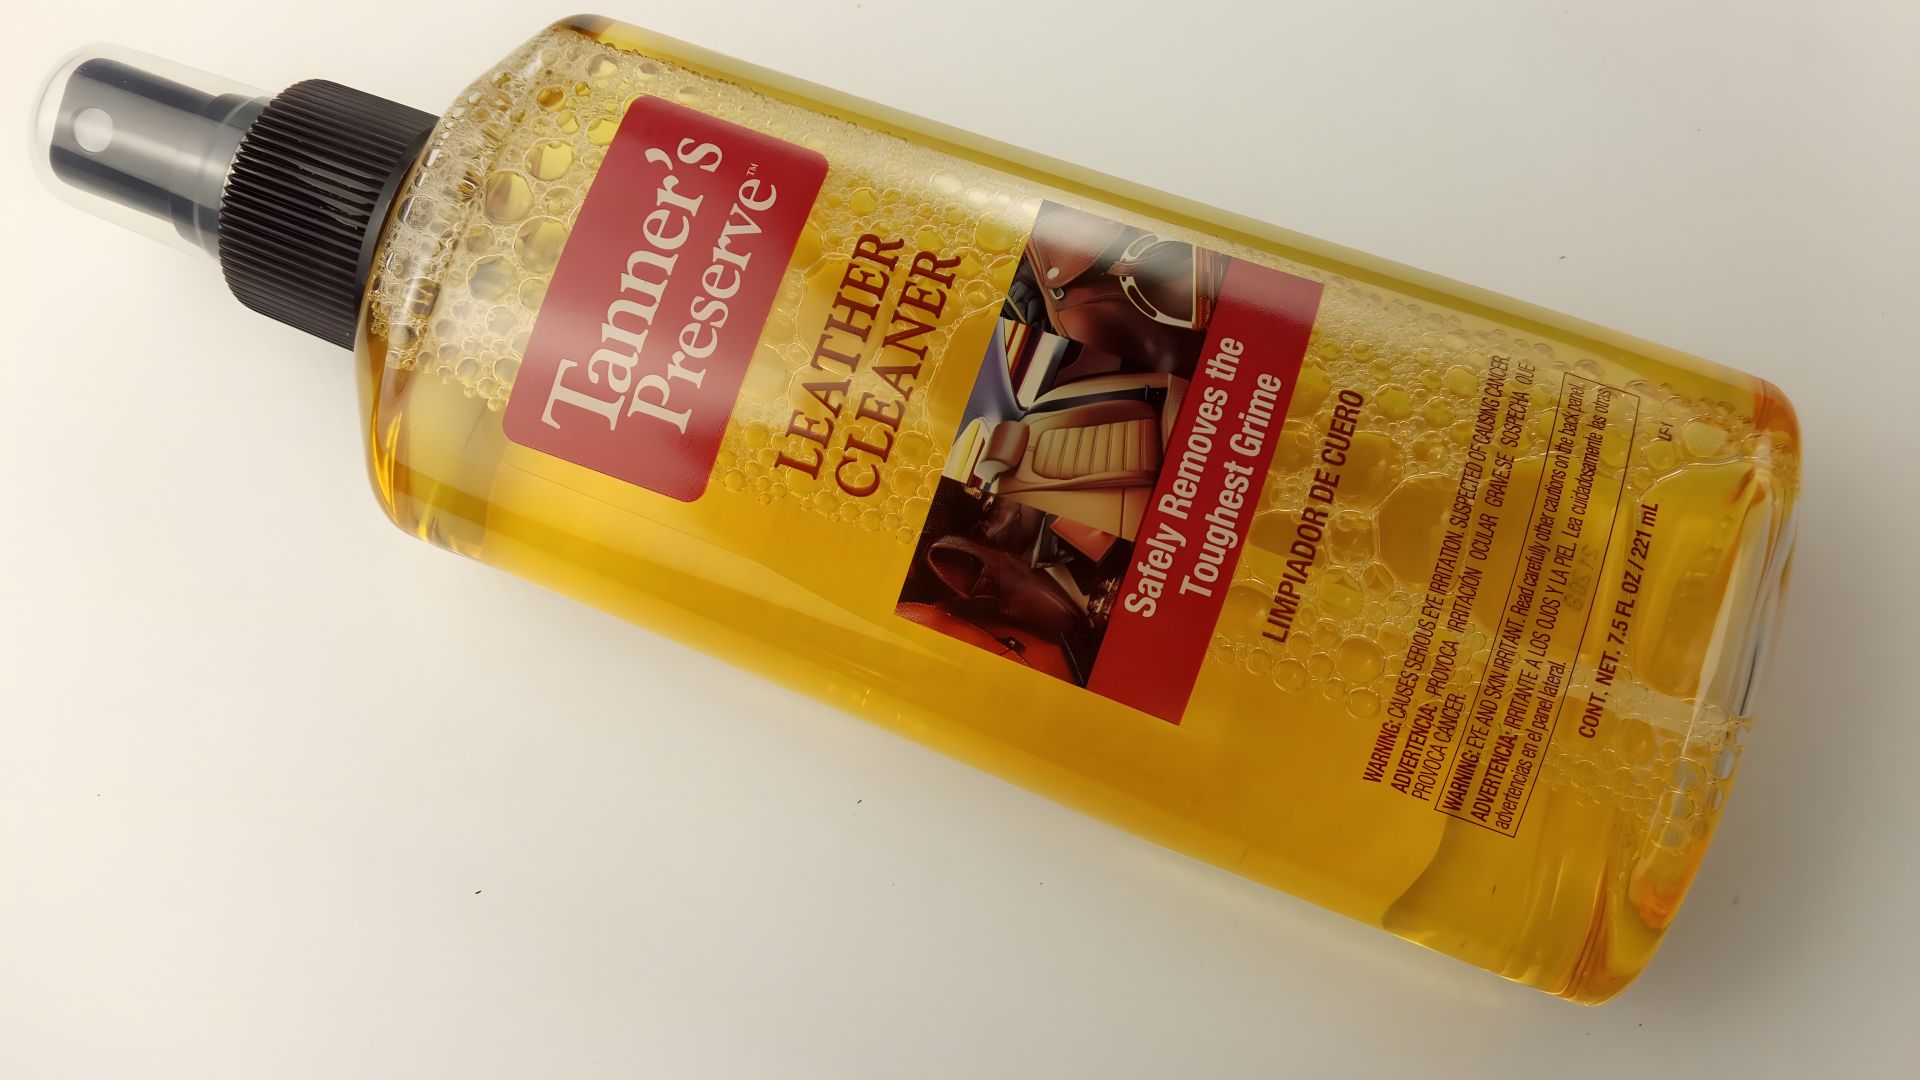 Tanner's
Preserve™
LEATHER
CLEANER
Safely Removes the
Toughest Grime
LIMPIADOR DE CUERO
WARNING: CAUSES SERIOUS EYE IRRITATION. SUSPECTED OF CAUSING CANCER.
ADVERTENCIA: PROVOCA IRRITACIÓN OCULAR GRAVE.SE SOSPECHA QUE
PROVOCA CÁNCER.
WARNING: EYE AND SKIN IRRITANT. Read carefully other cautions on the back panel.
ADVERTENCIA: IRRITANTE A LOS OJOS Y LA PIEL. Lea cuidadosamente las otras
advertencias en el panel lateral.
CONT. NET. 7.5 FL OZ / 221 mL